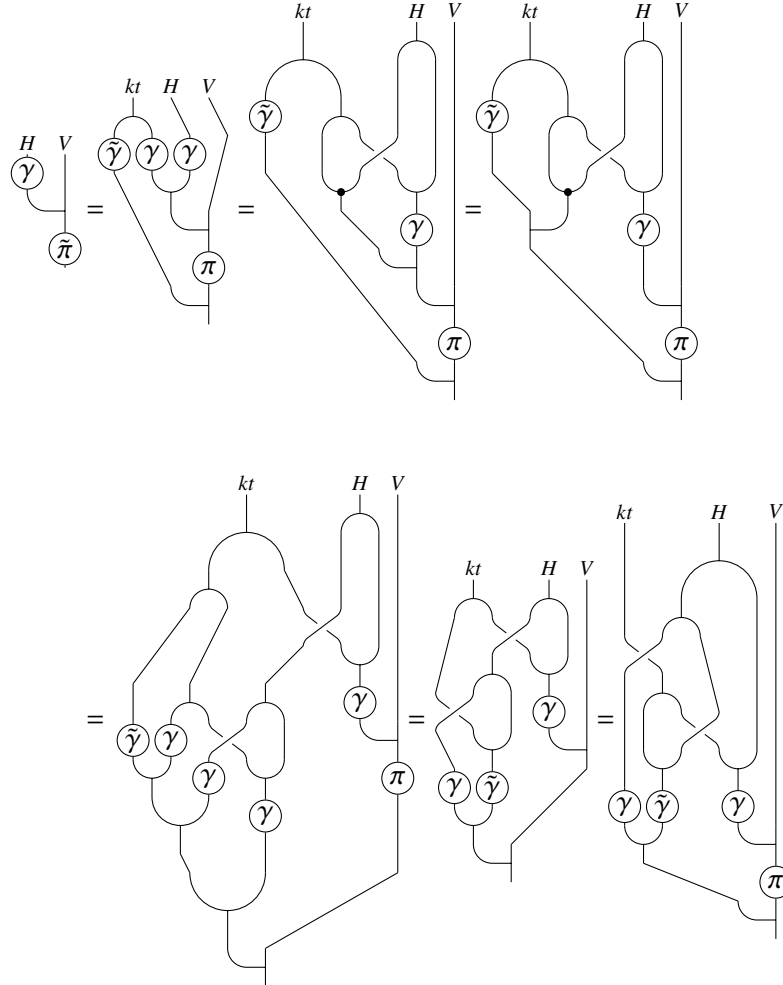 kt H V kt H V
kt H V
γ̃ γ̃
H V
γ̃ γ γ
γ
= = =
γ γ
π̃
π
π π
kt H V
kt H V
kt H V
γ
γ
= = =
γ̃ γ
γ π
γ γ̃
γ γ̃ γ
γ
π